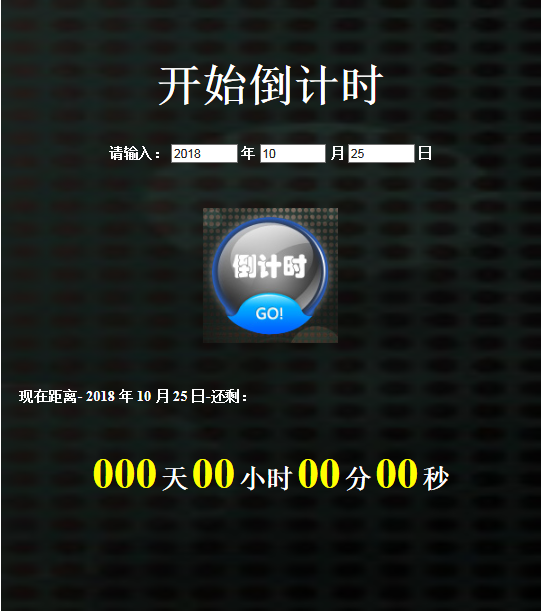 开始倒计时
请输入： 2018 年 10 月 25 日
倒计时
GO!
现在距离- 2018 年 10 月 25 日-还剩：
000 天 00 小时 00 分 00 秒